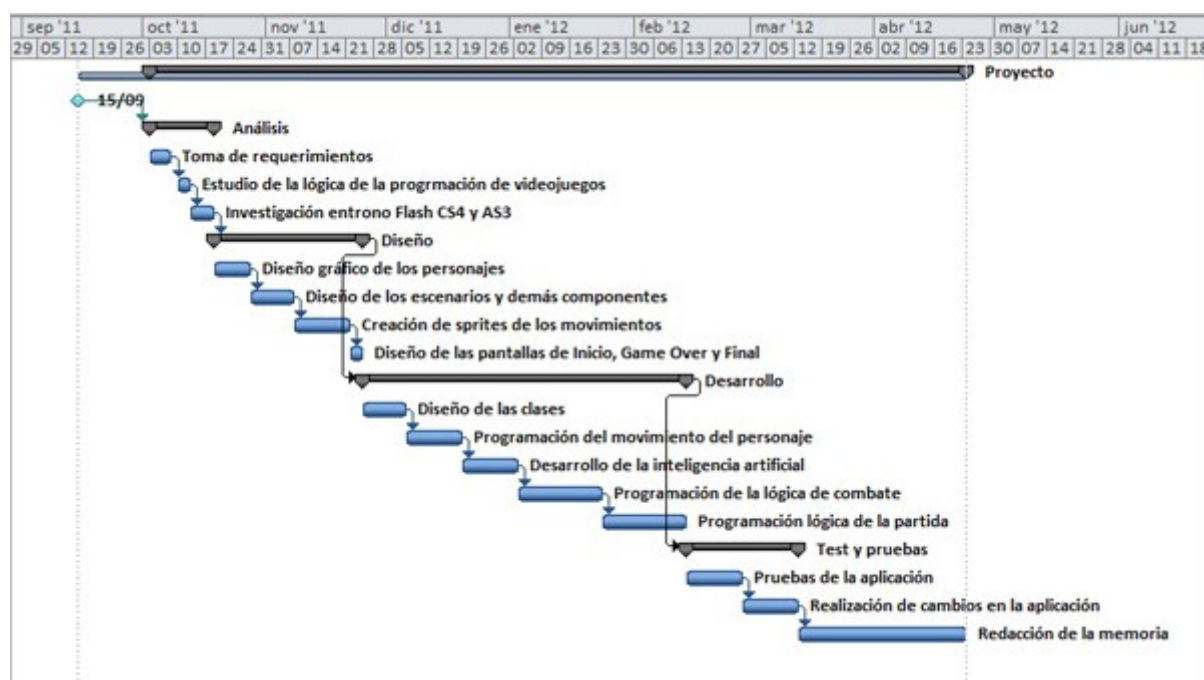 sep '11 oct '11 nov '11 dic '11 ene '12 feb '12 mar '12 abr '12 may '12 jun '12
29 05 12 19 26 03 10 17 24 31 07 14 21 28 05 12 19 26 02 09 16 23 30 06 13 20 27 05 12 19 26 02 09 16 23 30 07 14 21 28 04 11 18
Proyecto
15/09
Análisis
Toma de requerimientos
Estudio de la lógica de la progrmación de videojuegos
Investigación entrono Flash CS4 y AS3
Diseño
Diseño gráfico de los personajes
Diseño de los escenarios y demás componentes
Creación de sprites de los movimientos
Diseño de las pantallas de Inicio, Game Over y Final
Desarrollo
Diseño de las clases
Programación del movimiento del personaje
Desarrollo de la inteligencia artificial
Programación de la lógica de combate
Programación lógica de la partida
Test y pruebas
Pruebas de la aplicación
Realización de cambios en la aplicación
Redacción de la memoria